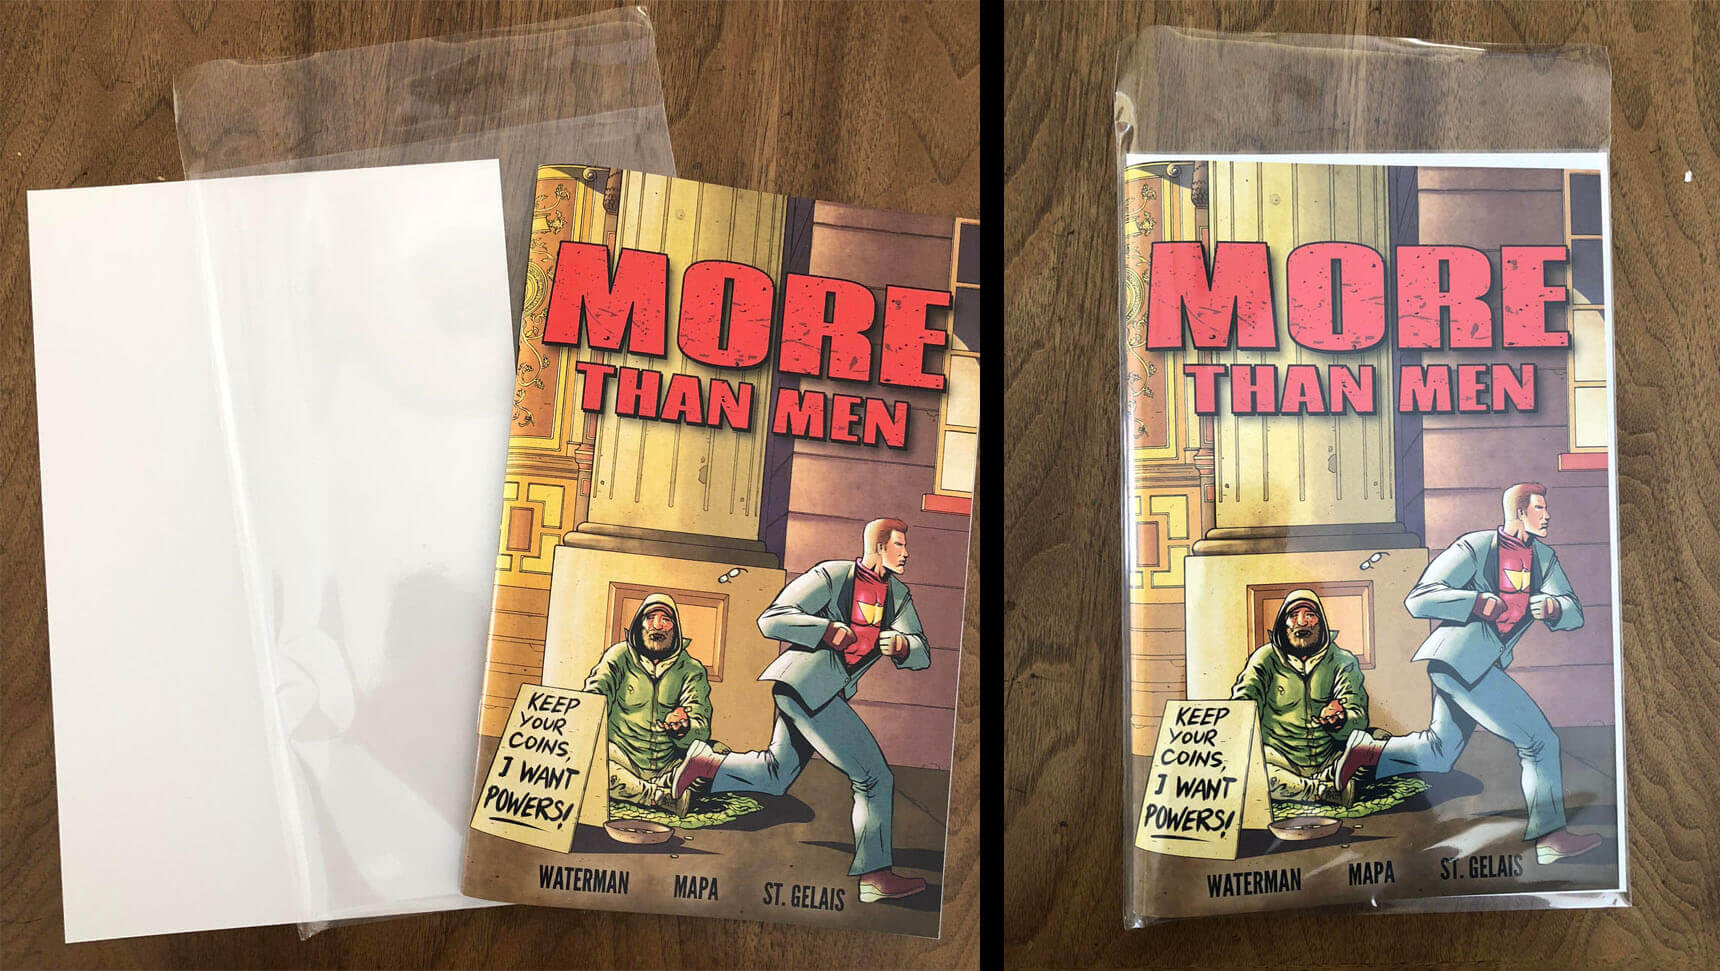 MORE
THAN MEN
KEEP
YOUR
COINS,
I WANT
POWERS!
WATERMAN MAPA ST. GELAIS
MORE
THAN MEN
KEEP
YOUR
COINS,
I WANT
POWERS!
WATERMAN MAPA ST. GELAIS